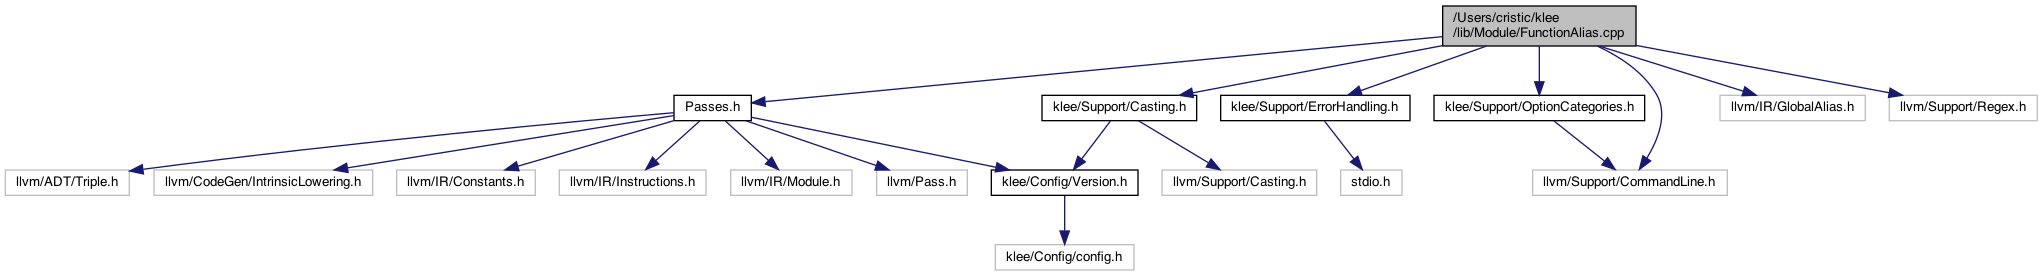 /Users/cristic/klee
/lib/Module/FunctionAlias.cpp
Passes.h
klee/Support/Casting.h
klee/Support/ErrorHandling.h
klee/Support/OptionCategories.h
llvm/IR/GlobalAlias.h
llvm/Support/Regex.h
llvm/ADT/Triple.h
llvm/CodeGen/IntrinsicLowering.h
llvm/IR/Constants.h
llvm/IR/Instructions.h
llvm/IR/Module.h
llvm/Pass.h
klee/Config/Version.h
llvm/Support/Casting.h
stdio.h
llvm/Support/CommandLine.h
klee/Config/config.h